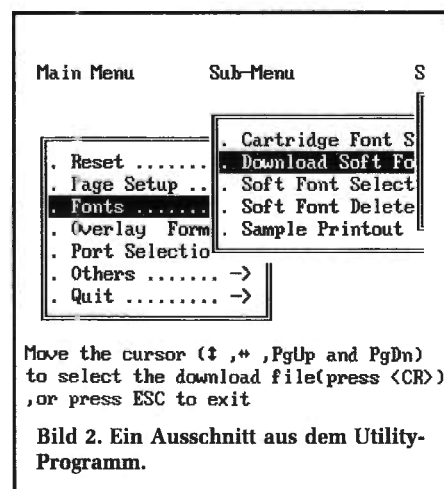 Main Menu Sub-Menu S
. Cartridge Font S
. Reset .......
. Download Soft Fo
. Page Setup ..
. Soft Font Select
. Fonts .......
. Soft Font Delete
. Overlay Form
. Sample Printout
. Port Selectio
. Others ........ ->
. Quit ......... ->
Move the cursor (↕ ,↔ ,PgUp and PgDn)
to select the download file(press <CR>)
,or press ESC to exit
Bild 2. Ein Ausschnitt aus dem Utility-
Programm.